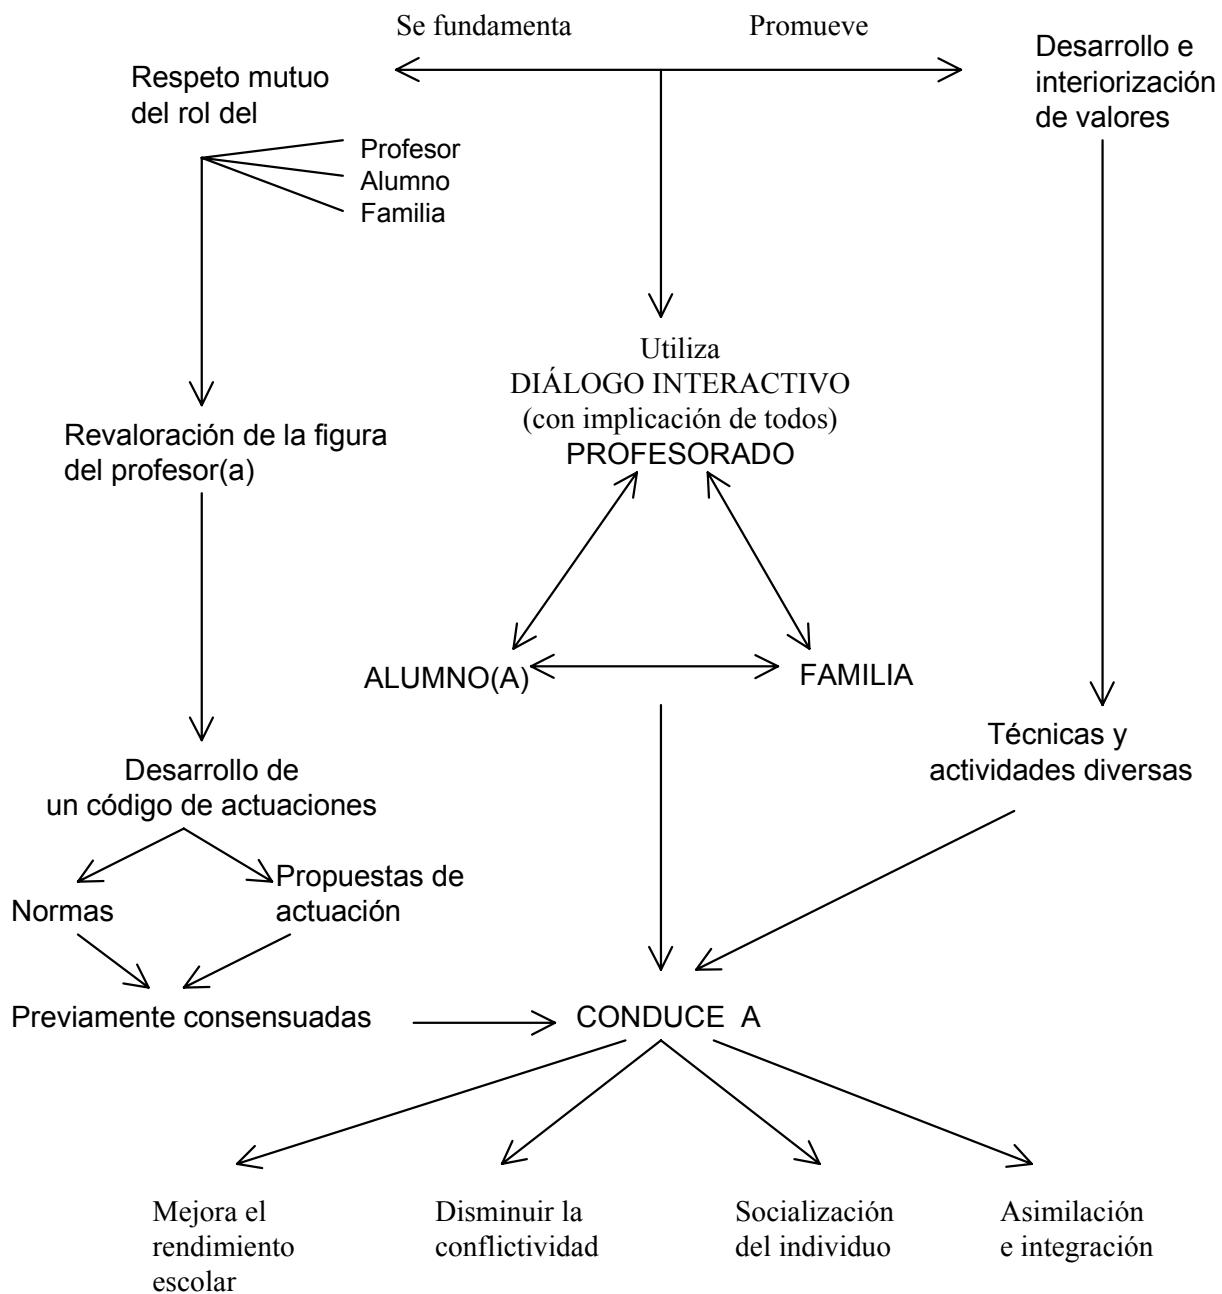 Se fundamenta
Promueve
Respeto mutuo
del rol del
Profesor
Alumno
Familia
Desarrollo e
interiorización
de valores
Utiliza
DIÁLOGO INTERACTIVO
(con implicación de todos)
PROFESORADO
Revaloración de la figura
del profesor(a)
ALUMNO(A)
FAMILIA
Desarrollo de
un código de actuaciones
Técnicas y
actividades diversas
Normas
Propuestas de
actuación
Previamente consensuadas
CONDUCE A
Mejora el
rendimiento
escolar
Disminuir la
conflictividad
Socialización
del individuo
Asimilación
e integración